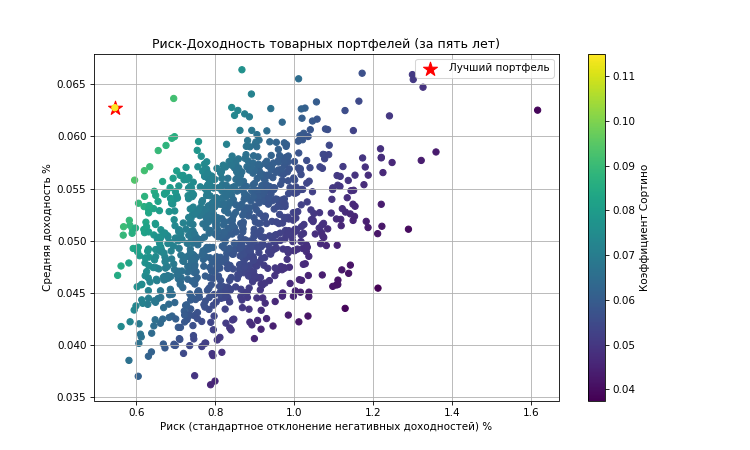 Риск-Доходность товарных портфелей (за пять лет)
Лучший портфель
Средняя доходность %
0.065
0.060
0.055
0.050
0.045
0.040
0.035
0.6 0.8 1.0 1.2 1.4 1.6
Риск (стандартное отклонение негативных доходностей) %
0.11
0.10
0.09
0.08
0.07
0.06
0.05
0.04
Коэффициент Сортино